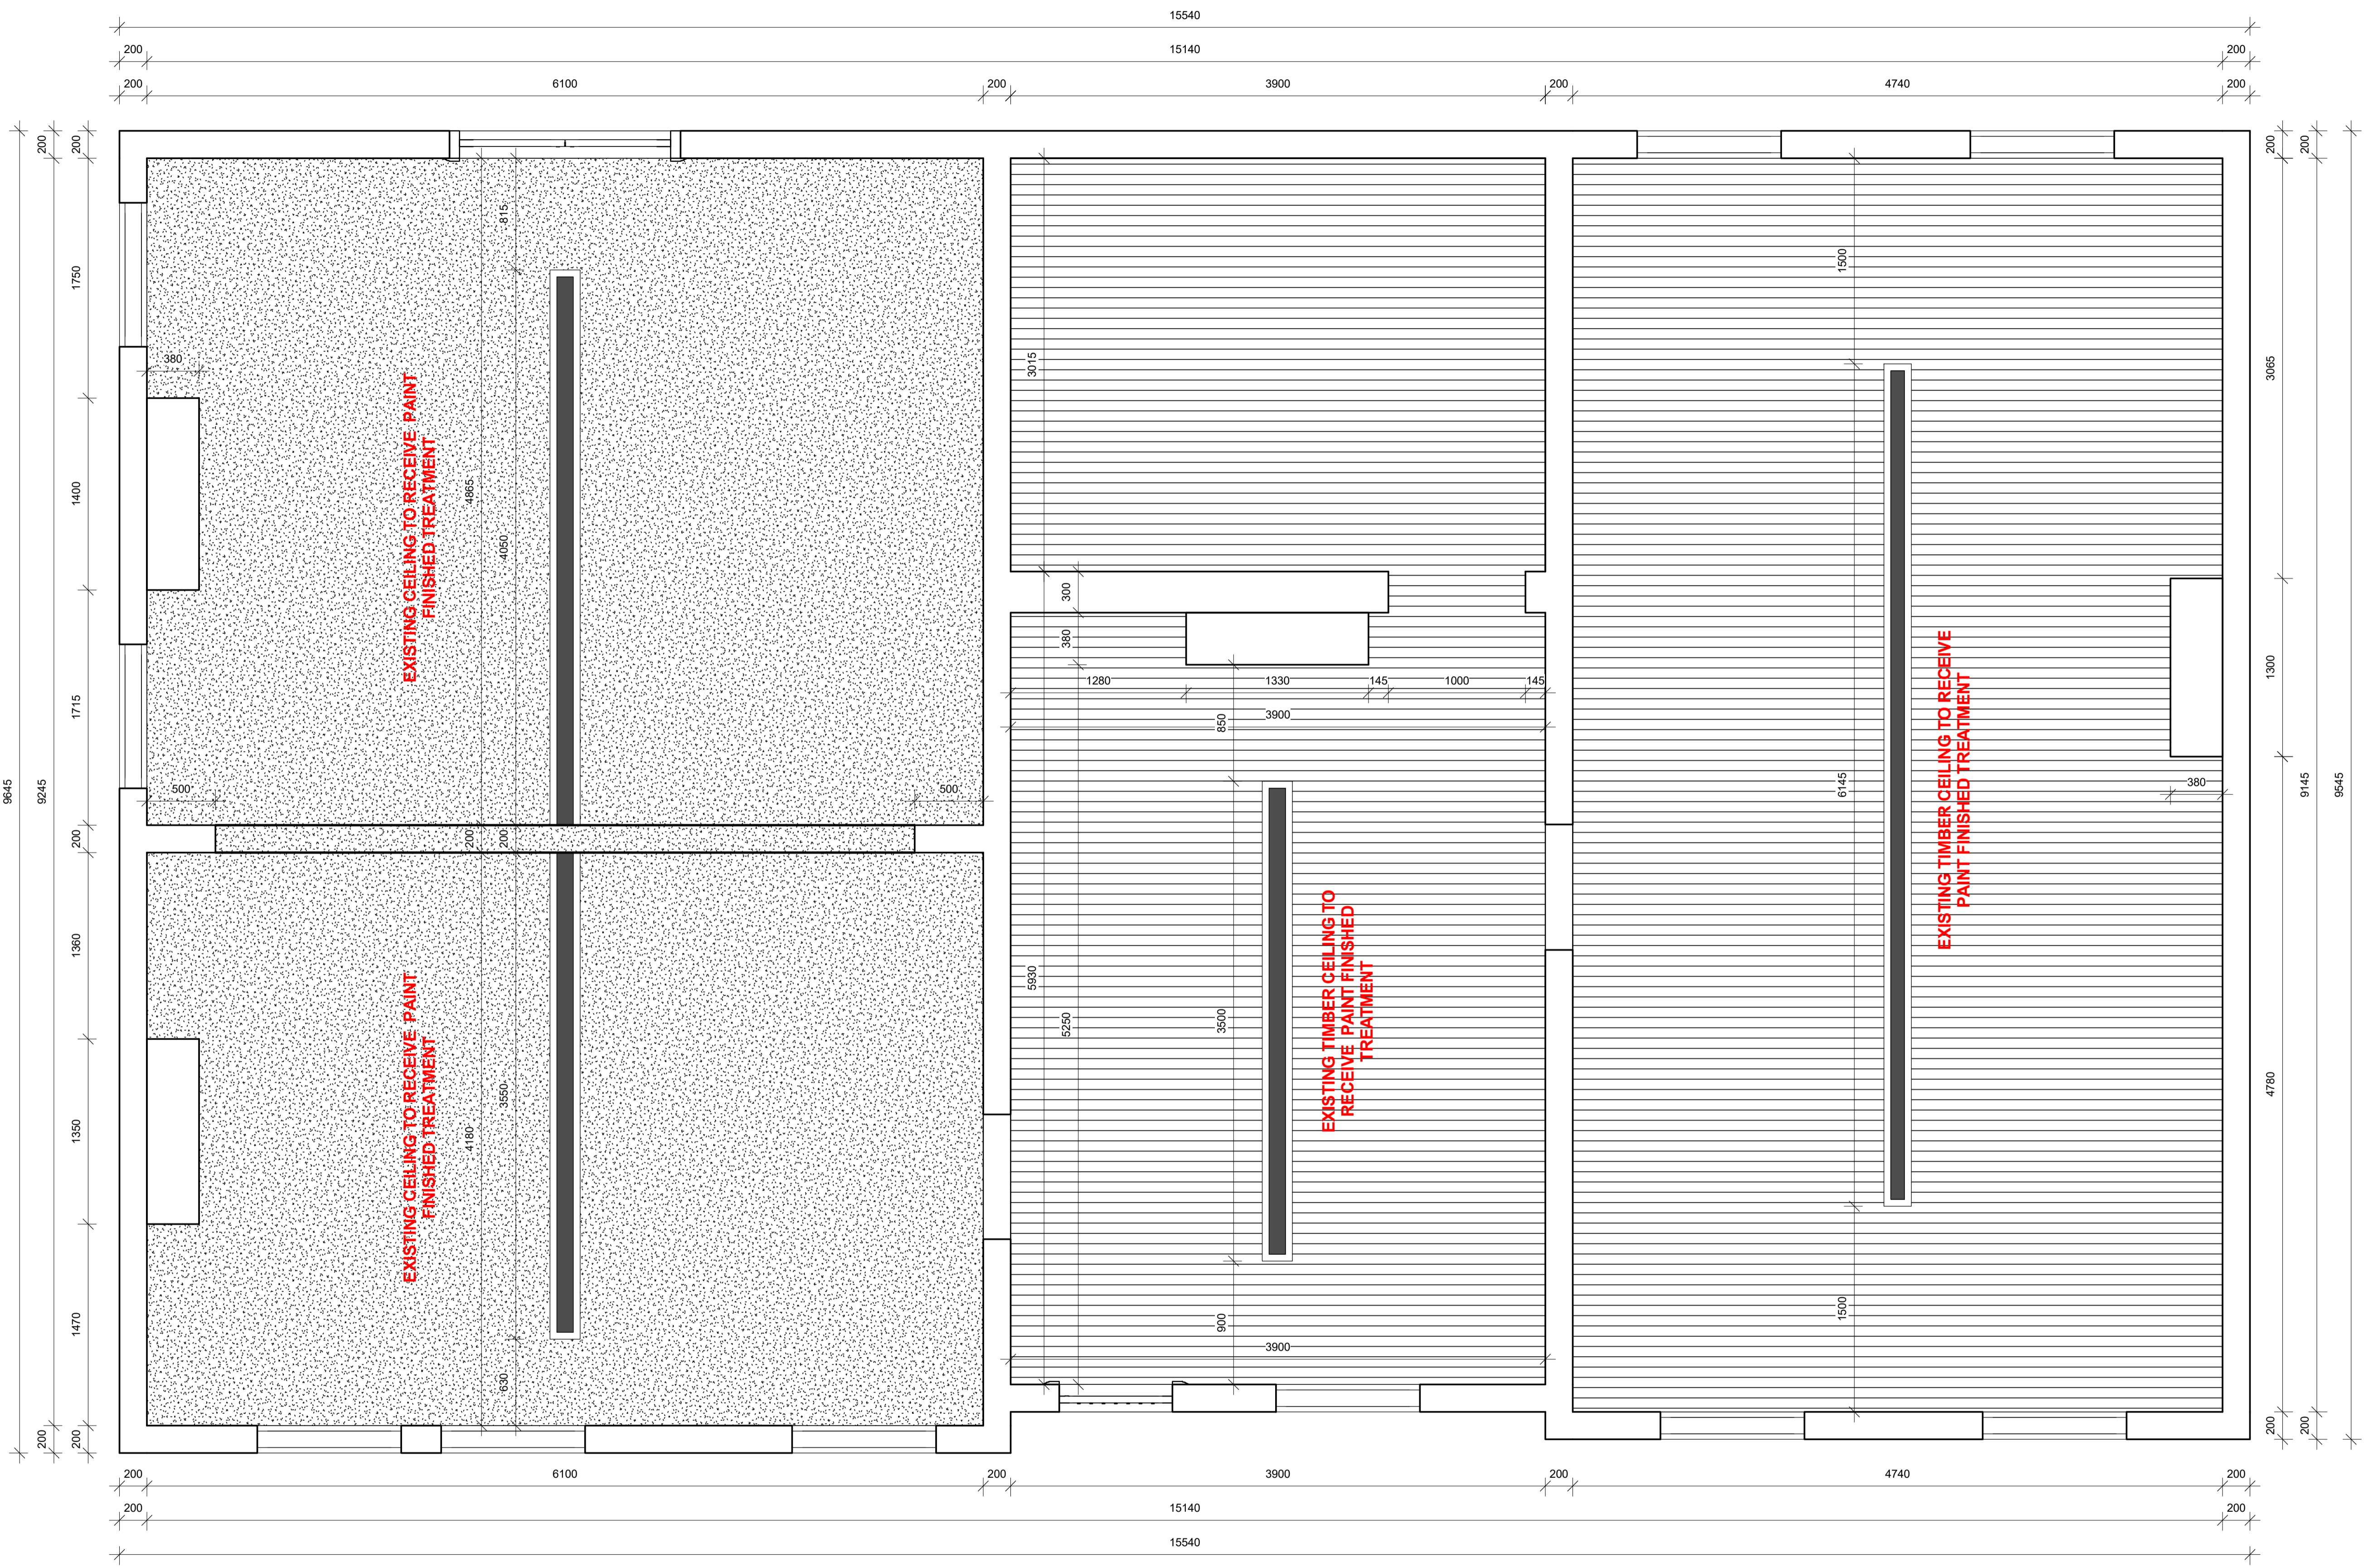 15540
200 15140 200
200 6100 200 3900 200 4740 200
9645
200 9245 200
200 1750 1400 1715 200 1360 1350 1470 200
380
EXISTING CEILING TO RECEIVE PAINT
FINISHED TREATMENT
4865 200 4180
815 4050 200 3550 630
500 500
EXISTING CEILING TO RECEIVE PAINT
FINISHED TREATMENT
3015 5930
300 380 5250
1280 1330 145 1000 145
3900
850 3500 900
EXISTING TIMBER CEILING TO
RECEIVE PAINT FINISHED
TREATMENT
3900
1500 6145 1500
EXISTING TIMBER CEILING TO RECEIVE
PAINT FINISHED TREATMENT
380
200 3065 1300 4780 200
200 9145 200
9545
200 6100 200 3900 200 4740 200
200 15140 200
15540